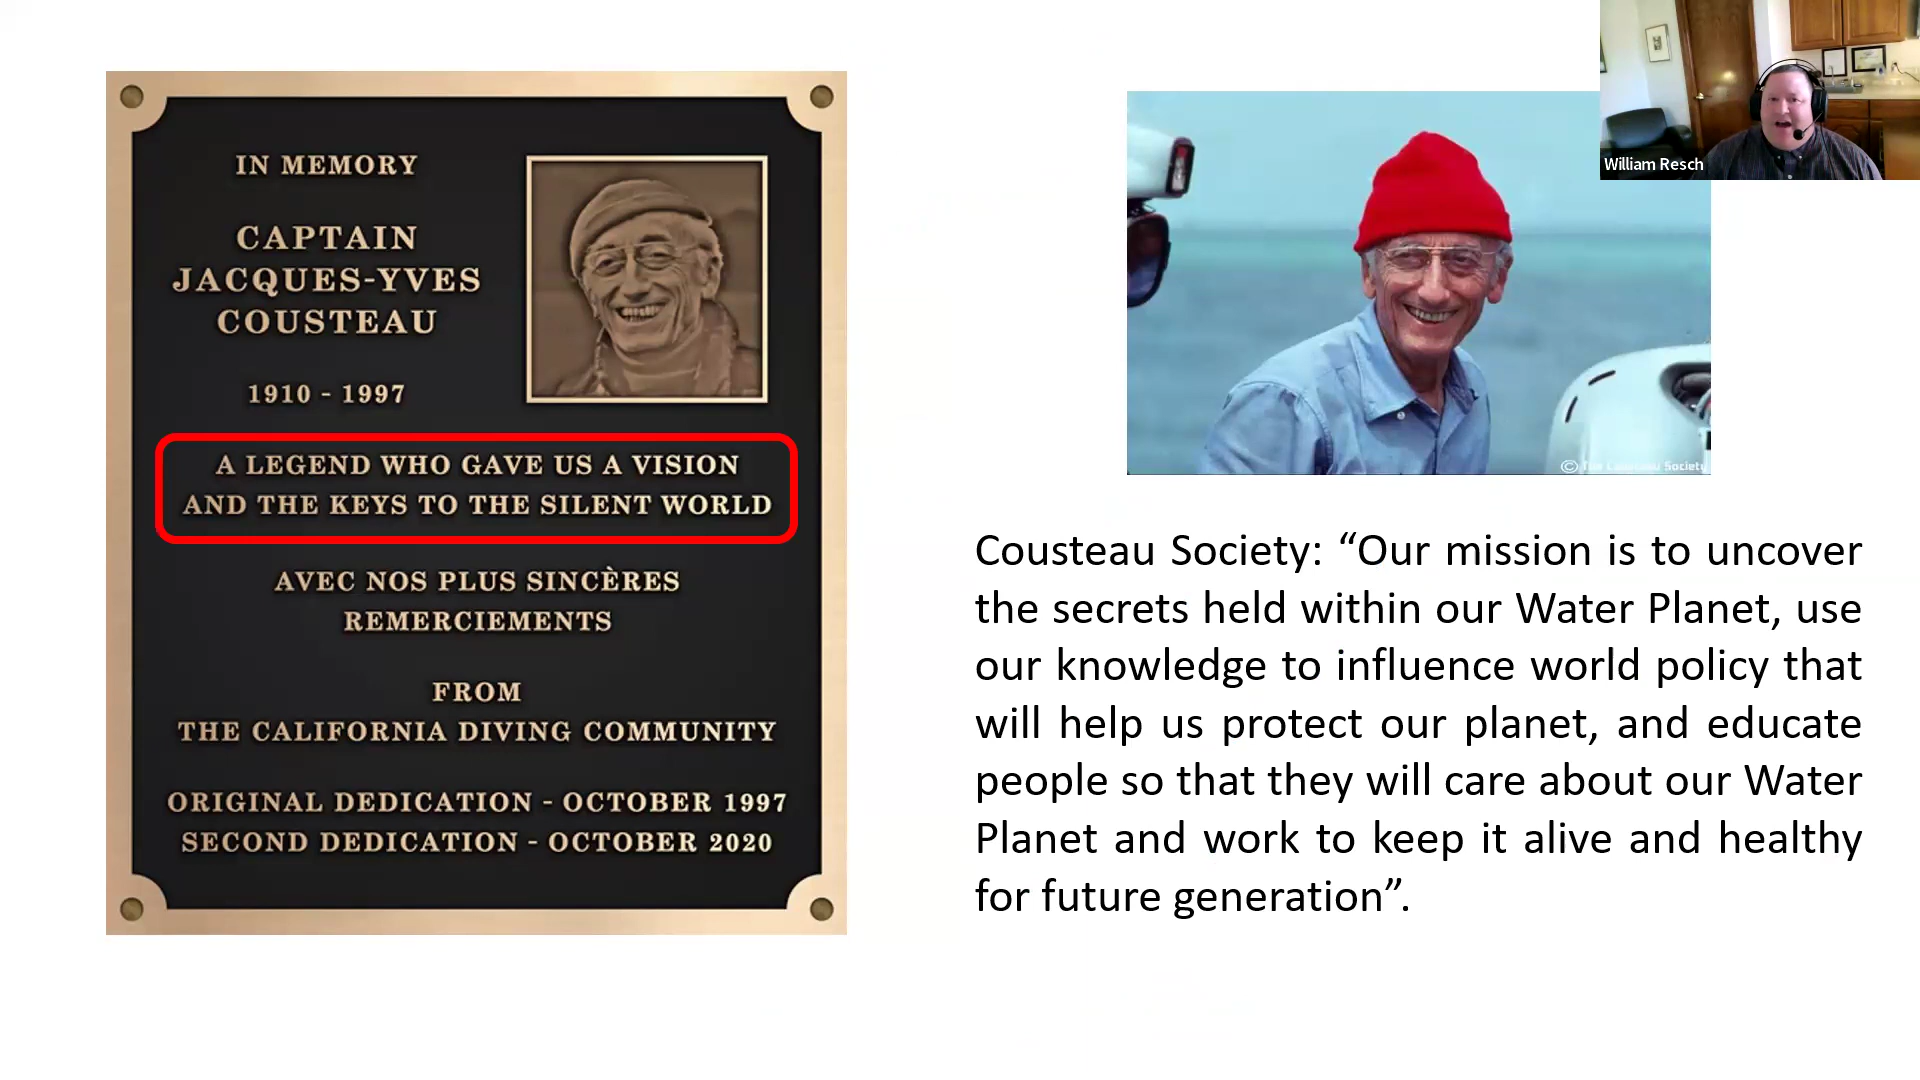 IN MEMORY
CAPTAIN
JACQUES-YVES
COUSTEAU
1910 - 1997
A LEGEND WHO GAVE US A VISION
AND THE KEYS TO THE SILENT WORLD
AVEC NOS PLUS SINCÈRES
REMERCIEMENTS
FROM
THE CALIFORNIA DIVING COMMUNITY
ORIGINAL DEDICATION - OCTOBER 1997
SECOND DEDICATION - OCTOBER 2020
William Resch
© The Cousteau Society
Cousteau Society: “Our mission is to uncover
the secrets held within our Water Planet, use
our knowledge to influence world policy that
will help us protect our planet, and educate
people so that they will care about our Water
Planet and work to keep it alive and healthy
for future generation”.